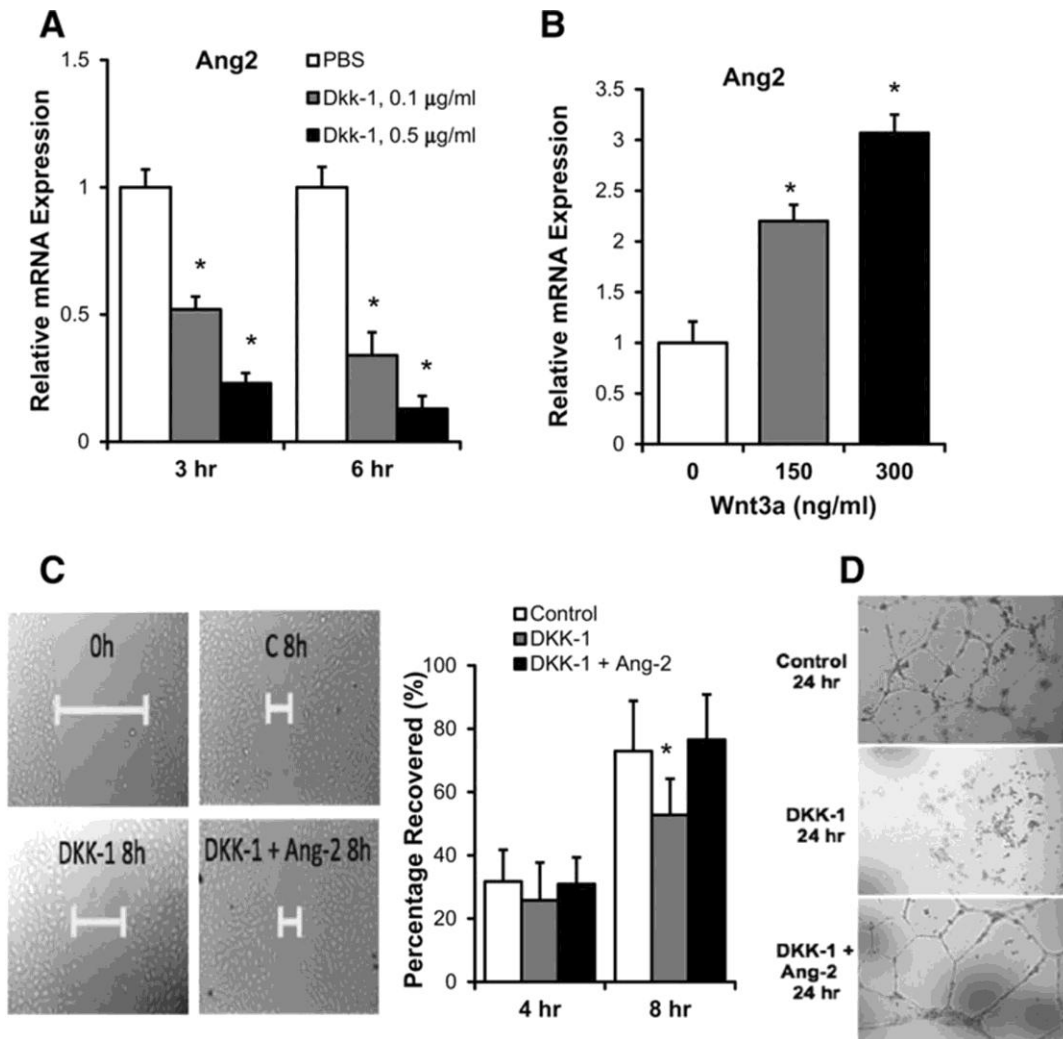 A
Ang2
PBS
Dkk-1, 0.1 µg/ml
Dkk-1, 0.5 µg/ml
Relative mRNA Expression
1.5
1
0.5
0
*
*
*
*
3 hr
6 hr
B
Ang2
Relative mRNA Expression
3.5
3
2.5
2
1.5
1
0.5
0
*
*
0
150
300
Wnt3a (ng/ml)
C
0h
C 8h
DKK-1 8h
DKK-1 + Ang-2 8h
Control
DKK-1
DKK-1 + Ang-2
Percentage Recovered (%)
100
80
60
40
20
0
*
4 hr
8 hr
D
Control
24 hr
DKK-1
24 hr
DKK-1 +
Ang-2
24 hr